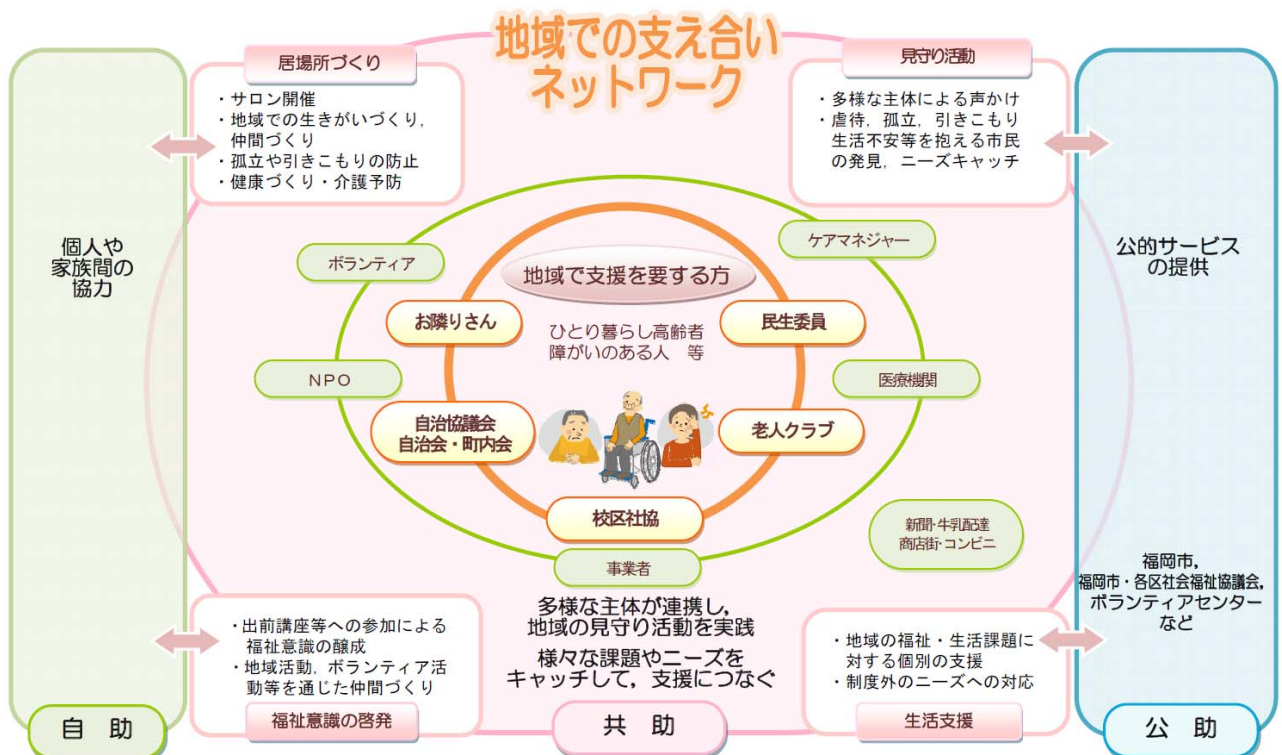 地域での支え合い
ネットワーク
居場所づくり
・サロン開催
・地域での生きがいづくり，
仲間づくり
・孤立や引きこもりの防止
・健康づくり・介護予防
見守り活動
・多様な主体による声かけ
・虐待，孤立，引きこもり
生活不安等を抱える市民
の発見，ニーズキャッチ
個人や
家族間の
協力
公的サービス
の提供
ボランティア
ケアマネジャー
地域で支援を要する方
お隣りさん
民生委員
ひとり暮らし高齢者
障がいのある人　等
NPO
医療機関
自治協議会
自治会・町内会
老人クラブ
校区社協
新聞・牛乳配達
商店街・コンビニ
事業者
福岡市，
福岡市・各区社会福祉協議会，
ボランティアセンター
など
多様な主体が連携し，
地域の見守り活動を実践
様々な課題やニーズを
キャッチして，支援につなぐ
・出前講座等への参加による
福祉意識の醸成
・地域活動，ボランティア活
動等を通じた仲間づくり
福祉意識の啓発
・地域の福祉・生活課題に
対する個別の支援
・制度外のニーズへの対応
生活支援
自　助
共　助
公　助